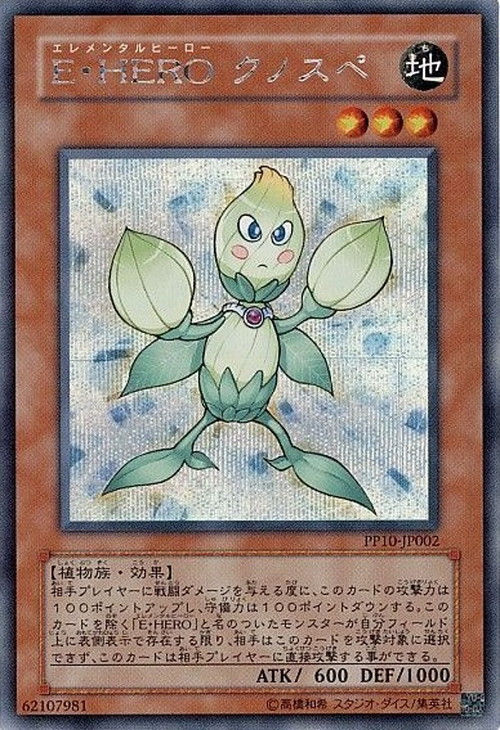 エレメンタルヒーロー
E・HERO クノスペ
ち
地
PP10-JP002
【植物族・効果】
相手プレイヤーに戦闘ダメージを与える度に、このカードの攻撃力は
１００ポイントアップし、守備力は１００ポイントダウンする。この
カードを除く「E・HERO」と名のついたモンスターが自分フィールド
上に表側表示で存在する限り、相手はこのカードを攻撃対象に選択
できず、このカードは相手プレイヤーに直接攻撃する事ができる。
ATK/ 600 DEF/1000
62107981
©高橋和希 スタジオ・ダイス/集英社